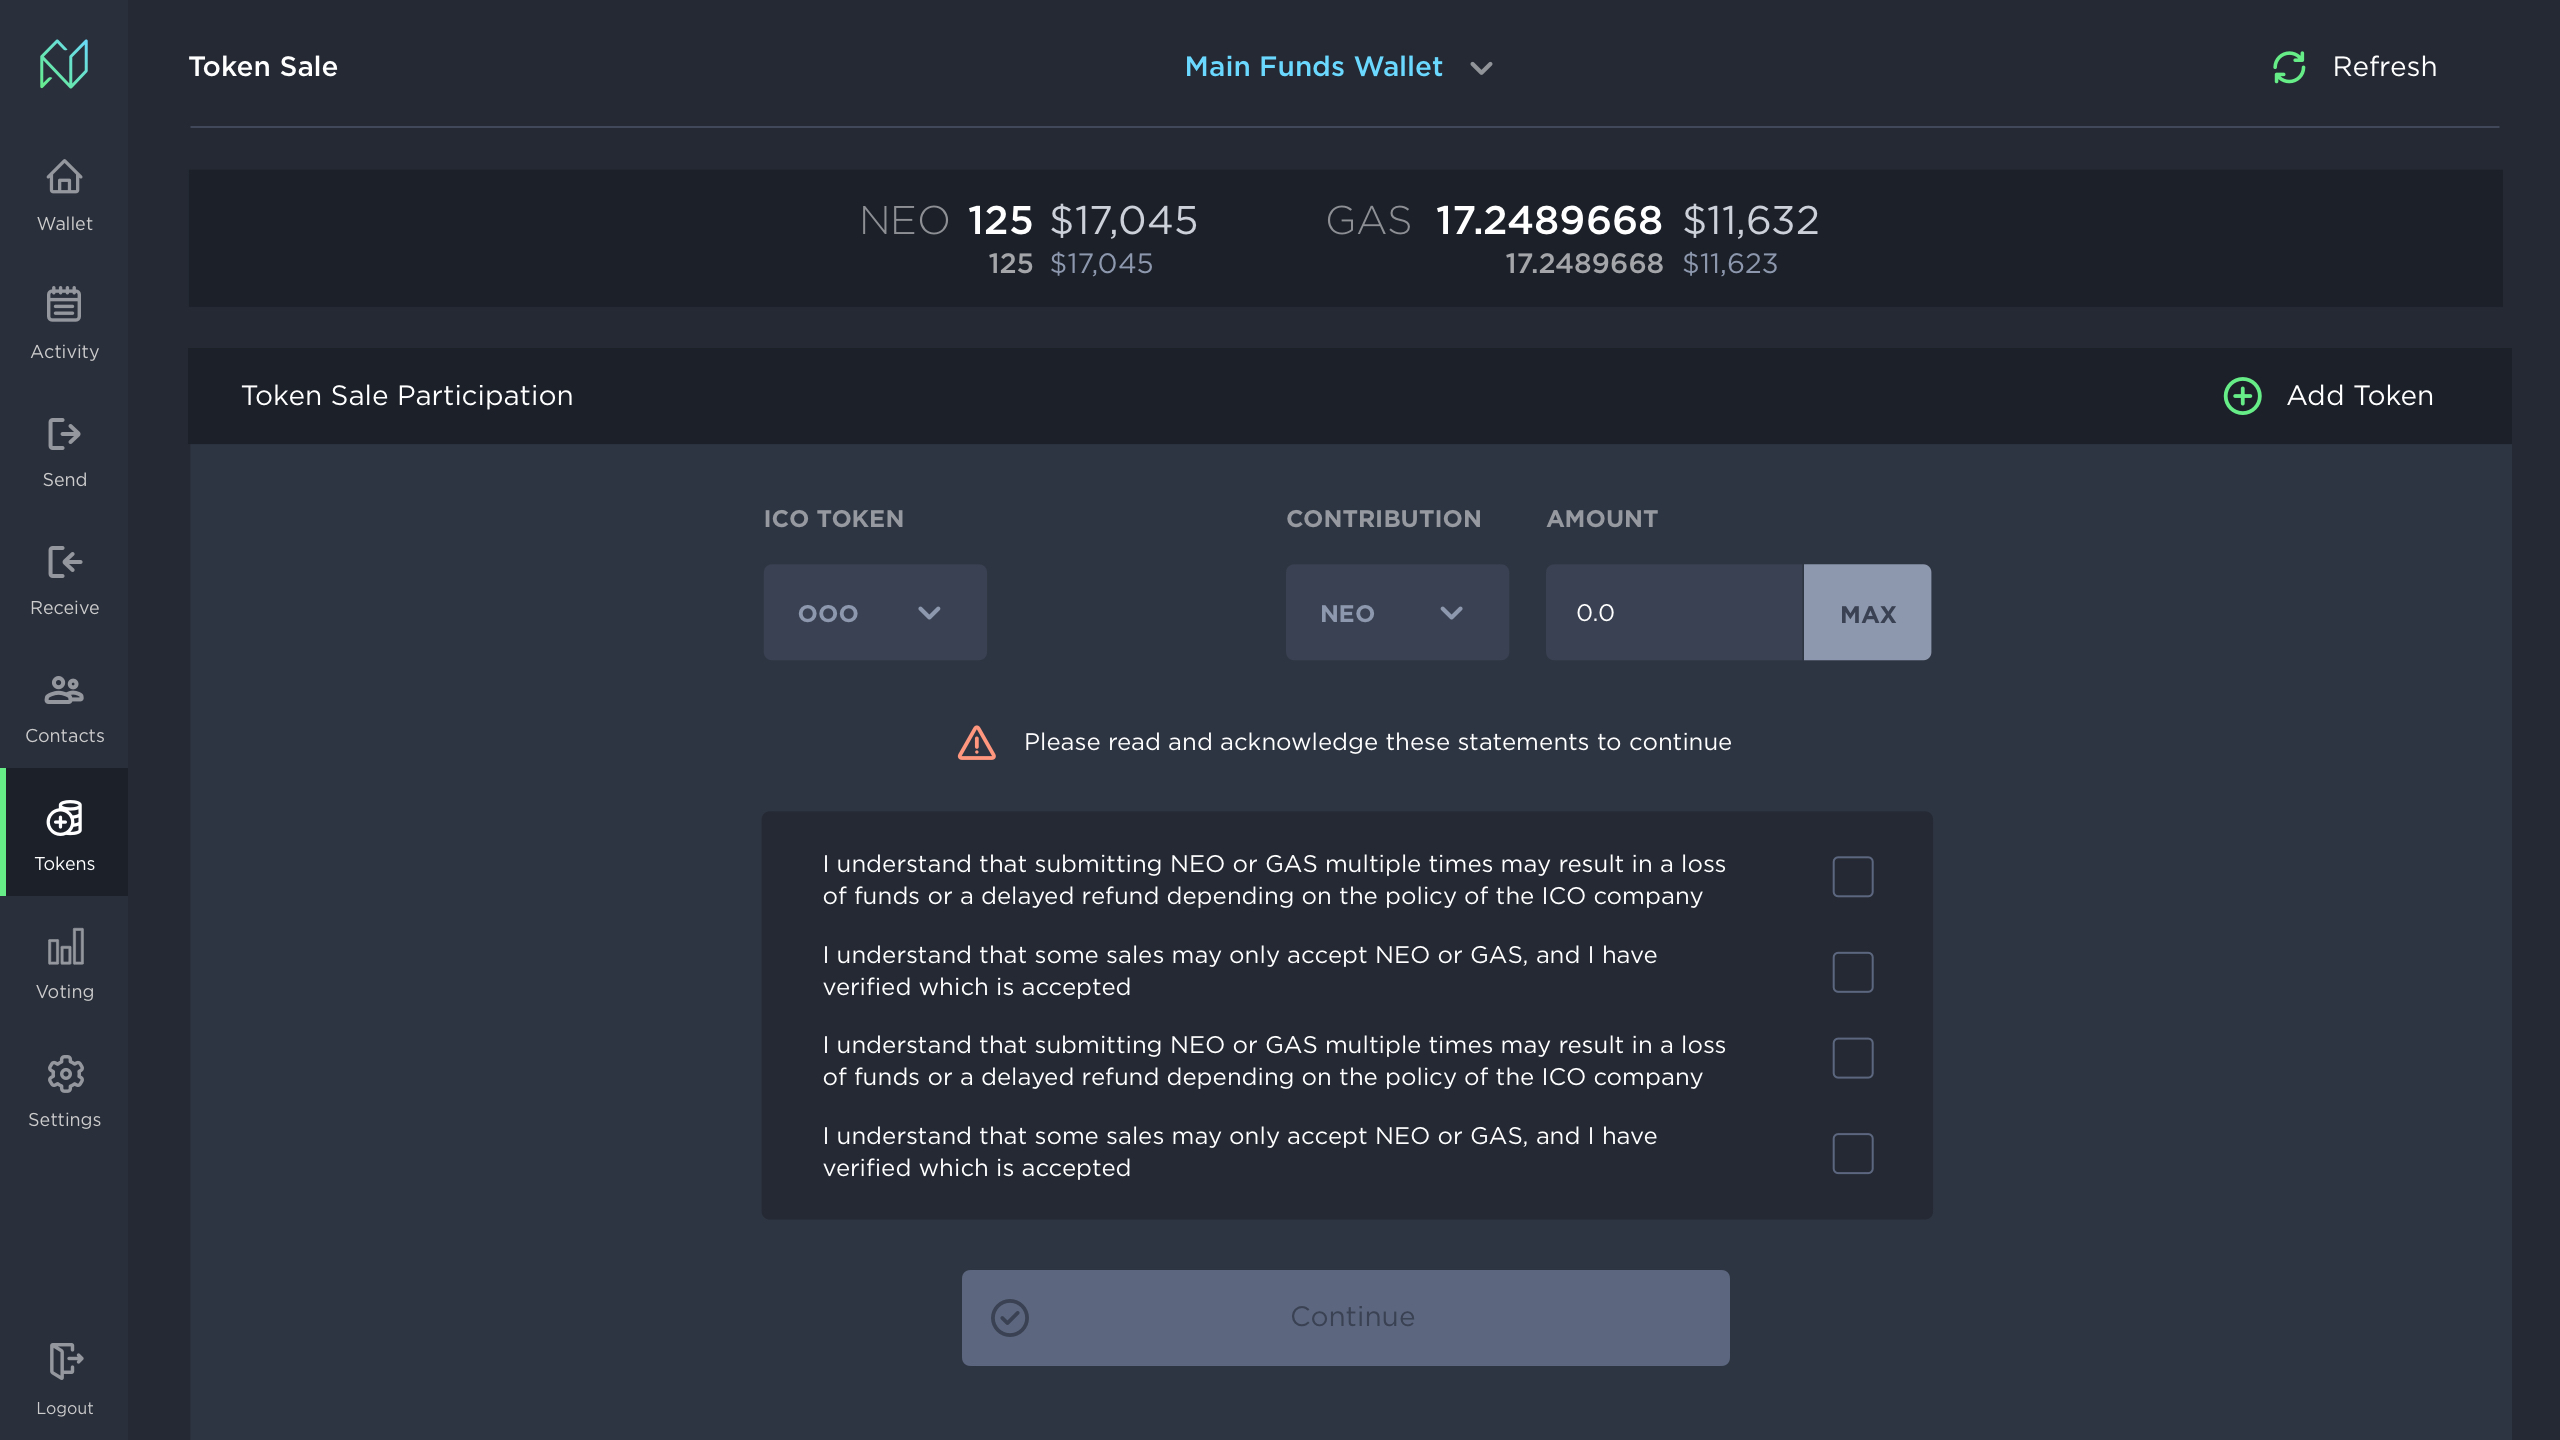 Token Sale
Main Funds Wallet
Refresh
Wallet
Activity
Send
Receive
Contacts
Tokens
Voting
Settings
Logout
NEO 125 $17,045
125 $17,045
GAS 17.2489668 $11,632
17.2489668 $11,623
Token Sale Participation
Add Token
ICO TOKEN
OOO
CONTRIBUTION
NEO
AMOUNT
0.0
MAX
Please read and acknowledge these statements to continue
I understand that submitting NEO or GAS multiple times may result in a loss
of funds or a delayed refund depending on the policy of the ICO company
I understand that some sales may only accept NEO or GAS, and I have
verified which is accepted
I understand that submitting NEO or GAS multiple times may result in a loss
of funds or a delayed refund depending on the policy of the ICO company
I understand that some sales may only accept NEO or GAS, and I have
verified which is accepted
Continue